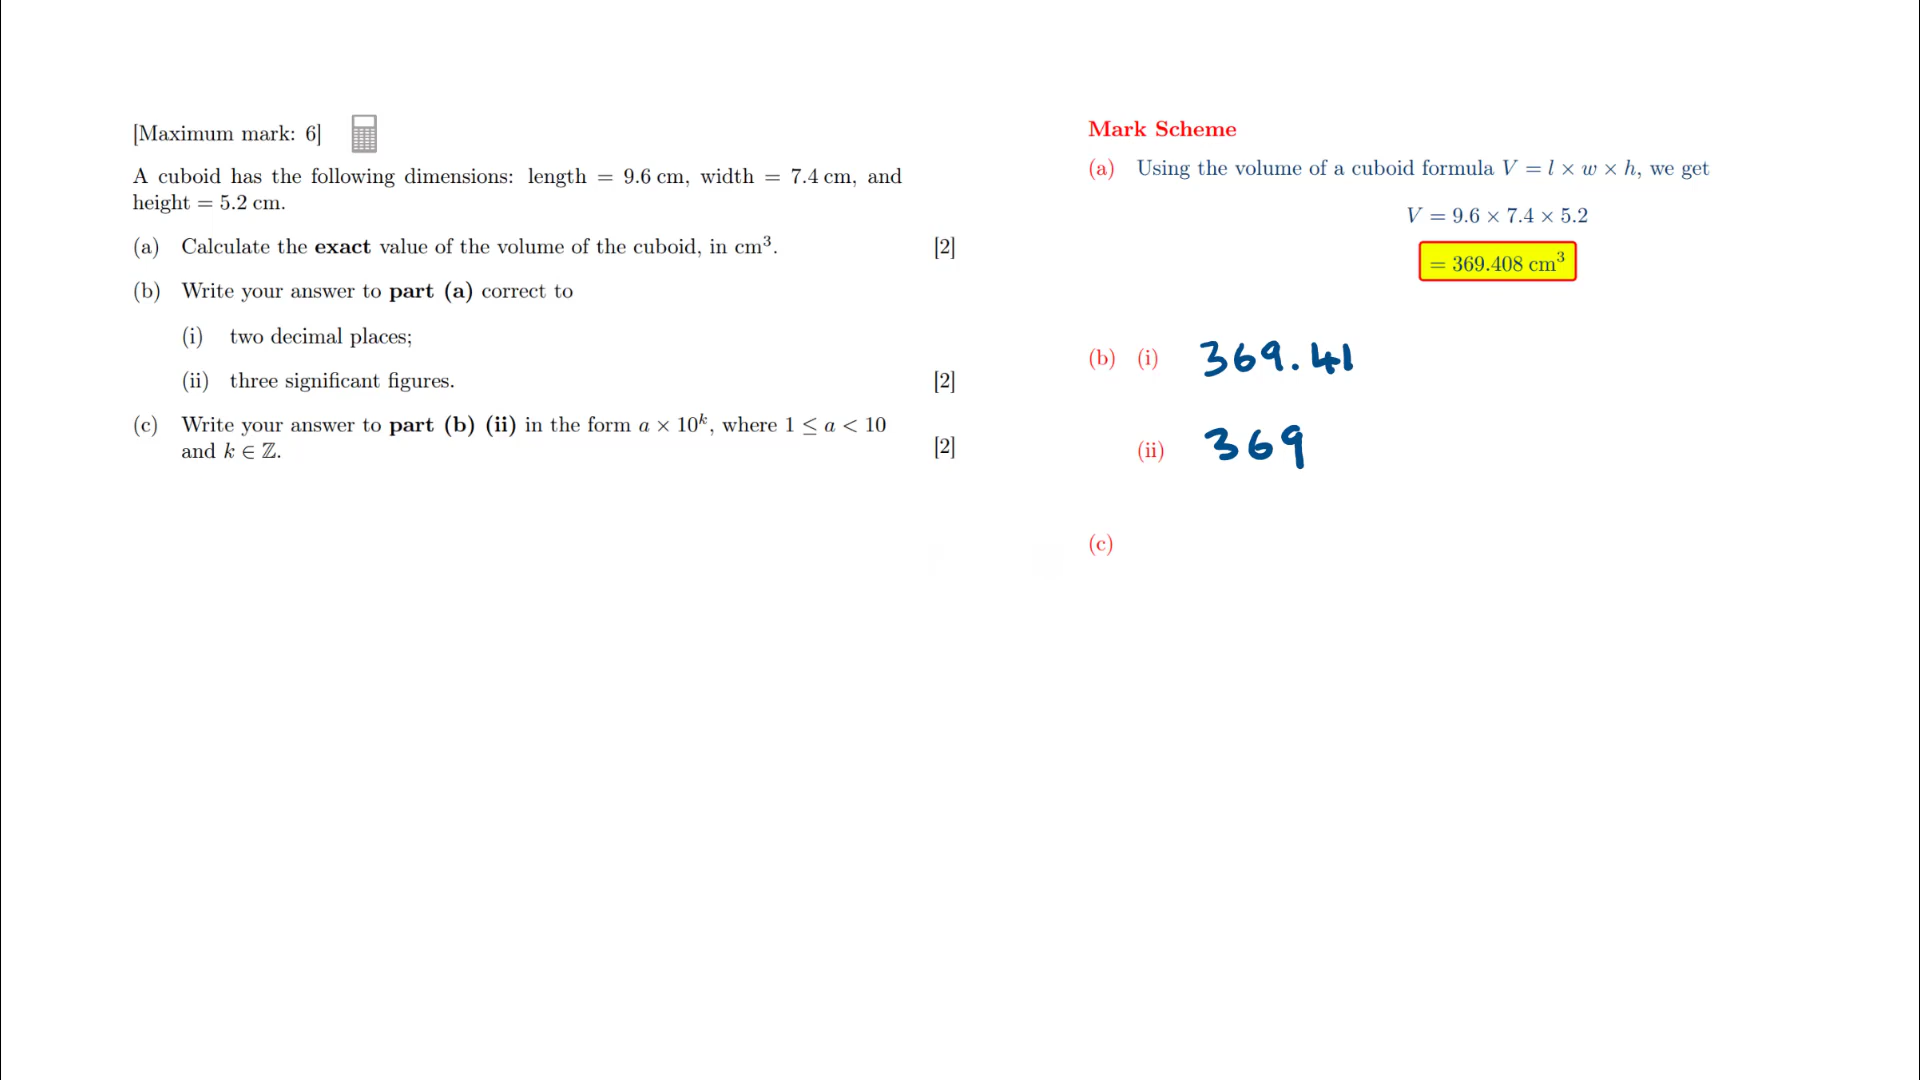 [Maximum mark: 6]
A cuboid has the following dimensions: length = 9.6 cm, width = 7.4 cm, and
height = 5.2 cm.
(a) Calculate the exact value of the volume of the cuboid, in cm³. [2]
(b) Write your answer to part (a) correct to
(i) two decimal places;
(ii) three significant figures. [2]
(c) Write your answer to part (b) (ii) in the form a × 10ᵏ, where 1 ≤ a < 10
and k ∈ ℤ. [2]
Mark Scheme
(a) Using the volume of a cuboid formula V = l × w × h, we get
V = 9.6 × 7.4 × 5.2
= 369.408 cm³
(b) (i) 369.41
(ii) 369
(c)